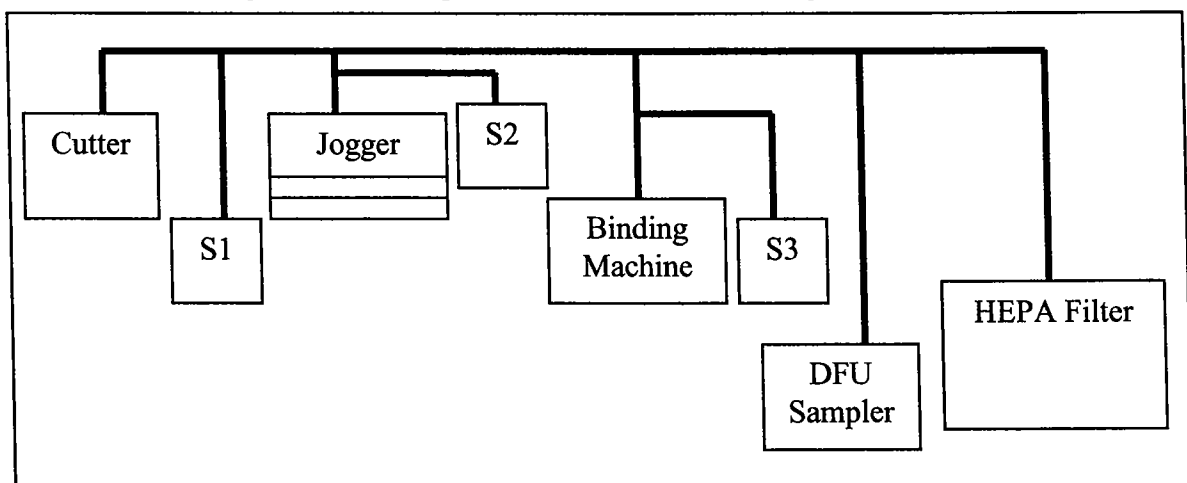 Cutter
S1
Jogger
S2
Binding
Machine
S3
DFU
Sampler
HEPA Filter